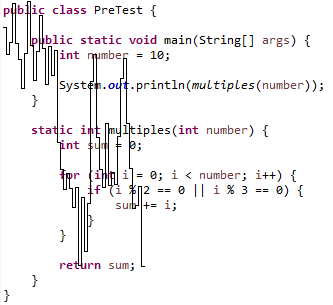 public class PreTest {
public static void main(String[] args) {
int number = 10;
System.out.println(multiples(number));
}
static int multiples(int number) {
int sum = 0;
for (int i = 0; i < number; i++) {
if (i % 2 == 0 || i % 3 == 0) {
sum += i;
}
}
return sum;
}
}